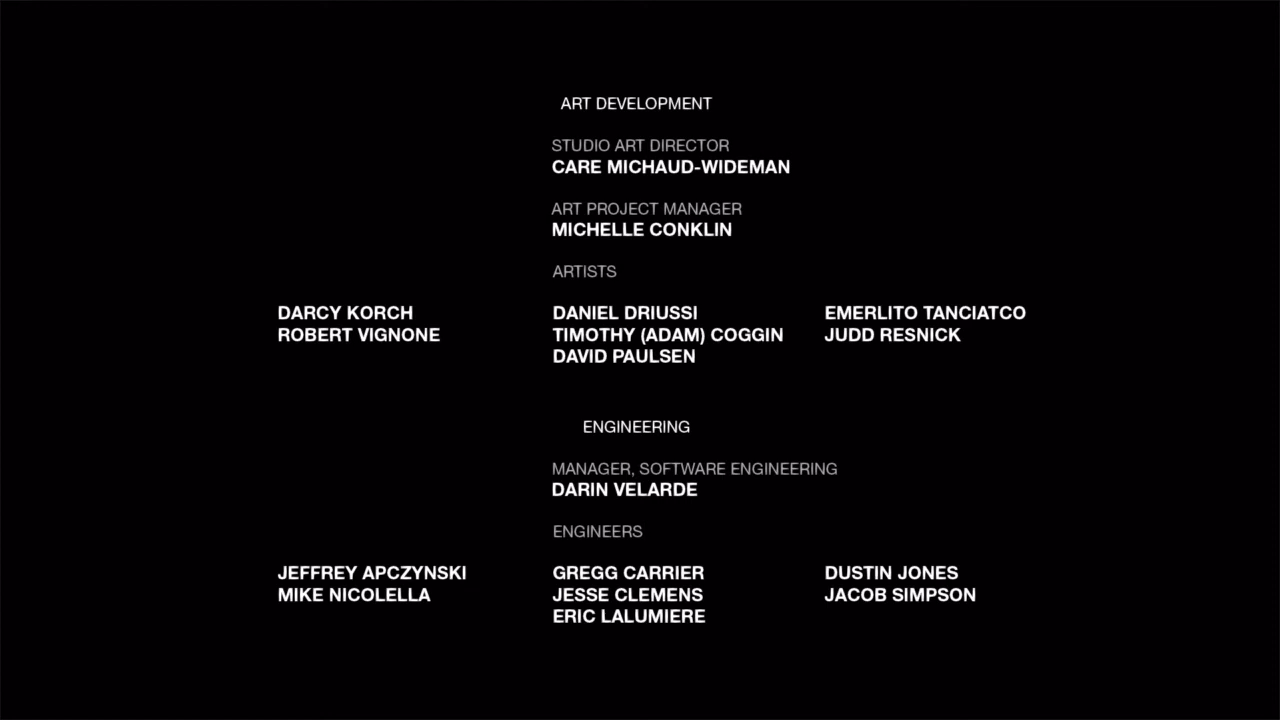 ART DEVELOPMENT
STUDIO ART DIRECTOR
CARE MICHAUD-WIDEMAN
ART PROJECT MANAGER
MICHELLE CONKLIN
ARTISTS
DARCY KORCH DANIEL DRIUSSI EMERLITO TANCIATCO
ROBERT VIGNONE TIMOTHY (ADAM) COGGIN JUDD RESNICK
DAVID PAULSEN
ENGINEERING
MANAGER, SOFTWARE ENGINEERING
DARIN VELARDE
ENGINEERS
JEFFREY APCZYNSKI GREGG CARRIER DUSTIN JONES
MIKE NICOLELLA JESSE CLEMENS JACOB SIMPSON
ERIC LALUMIERE